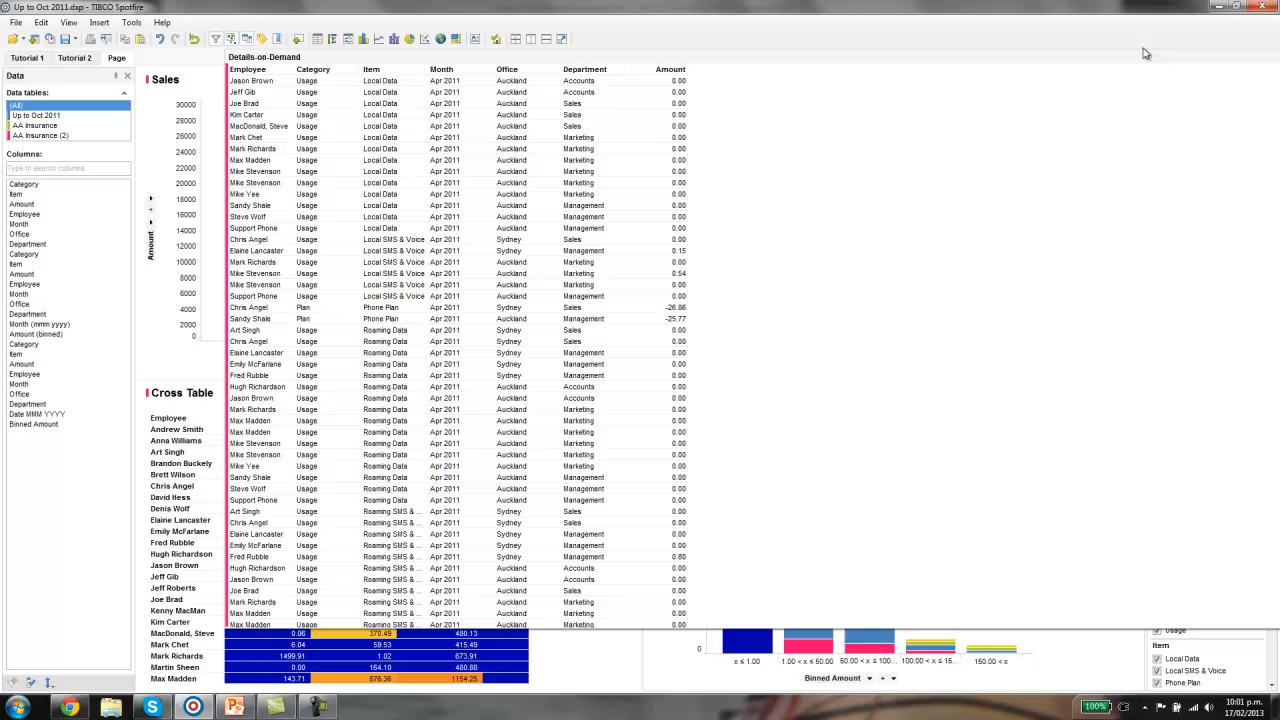 Up to Oct 2011.dxp - TIBCO Spotfire
File Edit View Insert Tools Help
Tutorial 1 Tutorial 2 Page
Data
Data tables:
(All)
Up to Oct 2011
AA Insurance
AA Insurance (2)
Columns:
Type to search columns
Category
Item
Amount
Employee
Month
Office
Department
Category
Item
Amount
Employee
Month
Office
Department
Month (mmm yyyy)
Amount (binned)
Category
Item
Amount
Employee
Month
Office
Department
Date MMM YYYY
Binned Amount
Sales
30000
28000
26000
24000
22000
20000
18000
16000
14000
12000
10000
8000
6000
4000
2000
0
Amount
Cross Table
Employee
Andrew Smith
Anna Williams
Art Singh
Brandon Buckely
Brett Wilson
Chris Angel
David Hess
Denis Wolf
Elaine Lancaster
Emily McFarlane
Fred Rubble
Hugh Richardson
Jason Brown
Jeff Gib
Jeff Roberts
Joe Brad
Kenny MacMan
Kim Carter
MacDonald, Steve 0.06 370.49 480.13
Mark Chet 6.04 59.53 415.49
Mark Richards 1499.91 1.02 673.91
Martin Sheen 0.00 164.10 480.88
Max Madden 143.71 876.36 1154.25
Details-on-Demand
Employee Category Item Month Office Department Amount
Jason Brown Usage Local Data Apr 2011 Auckland Accounts 0.00
Jeff Gib Usage Local Data Apr 2011 Auckland Accounts 0.00
Joe Brad Usage Local Data Apr 2011 Auckland Sales 0.00
Kim Carter Usage Local Data Apr 2011 Auckland Sales 0.00
MacDonald, Steve Usage Local Data Apr 2011 Auckland Sales 0.00
Mark Chet Usage Local Data Apr 2011 Auckland Marketing 0.00
Mark Richards Usage Local Data Apr 2011 Auckland Marketing 0.00
Max Madden Usage Local Data Apr 2011 Auckland Marketing 0.00
Mike Stevenson Usage Local Data Apr 2011 Auckland Marketing 0.00
Mike Stevenson Usage Local Data Apr 2011 Auckland Marketing 0.00
Mike Yee Usage Local Data Apr 2011 Auckland Marketing 0.00
Sandy Shale Usage Local Data Apr 2011 Auckland Management 0.00
Steve Wolf Usage Local Data Apr 2011 Auckland Management 0.00
Support Phone Usage Local Data Apr 2011 Auckland Management 0.00
Chris Angel Usage Local SMS & Voice Apr 2011 Sydney Sales 0.00
Elaine Lancaster Usage Local SMS & Voice Apr 2011 Sydney Management 0.15
Mark Richards Usage Local SMS & Voice Apr 2011 Auckland Marketing 0.00
Mike Stevenson Usage Local SMS & Voice Apr 2011 Auckland Marketing 0.54
Mike Stevenson Usage Local SMS & Voice Apr 2011 Auckland Marketing 0.00
Support Phone Usage Local SMS & Voice Apr 2011 Auckland Management 0.00
Chris Angel Plan Phone Plan Apr 2011 Sydney Sales -26.86
Sandy Shale Plan Phone Plan Apr 2011 Sydney Management -25.77
Art Singh Usage Roaming Data Apr 2011 Sydney Sales 0.00
Chris Angel Usage Roaming Data Apr 2011 Sydney Sales 0.00
Elaine Lancaster Usage Roaming Data Apr 2011 Sydney Management 0.00
Emily McFarlane Usage Roaming Data Apr 2011 Sydney Management 0.00
Fred Rubble Usage Roaming Data Apr 2011 Sydney Management 0.00
Hugh Richardson Usage Roaming Data Apr 2011 Auckland Accounts 0.00
Jason Brown Usage Roaming Data Apr 2011 Auckland Accounts 0.00
Mark Richards Usage Roaming Data Apr 2011 Auckland Marketing 0.00
Max Madden Usage Roaming Data Apr 2011 Auckland Marketing 0.00
Max Madden Usage Roaming Data Apr 2011 Auckland Marketing 0.00
Mike Stevenson Usage Roaming Data Apr 2011 Auckland Marketing 0.00
Mike Stevenson Usage Roaming Data Apr 2011 Auckland Marketing 0.00
Mike Yee Usage Roaming Data Apr 2011 Auckland Marketing 0.00
Sandy Shale Usage Roaming Data Apr 2011 Auckland Management 0.00
Steve Wolf Usage Roaming Data Apr 2011 Auckland Management 0.00
Support Phone Usage Roaming Data Apr 2011 Auckland Management 0.00
Art Singh Usage Roaming SMS & ... Apr 2011 Sydney Sales 0.00
Chris Angel Usage Roaming SMS & ... Apr 2011 Sydney Sales 0.00
Elaine Lancaster Usage Roaming SMS & ... Apr 2011 Sydney Management 0.00
Emily McFarlane Usage Roaming SMS & ... Apr 2011 Sydney Management 0.00
Fred Rubble Usage Roaming SMS & ... Apr 2011 Sydney Management 0.80
Hugh Richardson Usage Roaming SMS & ... Apr 2011 Auckland Accounts 0.00
Jason Brown Usage Roaming SMS & ... Apr 2011 Auckland Accounts 0.00
Joe Brad Usage Roaming SMS & ... Apr 2011 Auckland Sales 0.00
Mark Richards Usage Roaming SMS & ... Apr 2011 Auckland Marketing 0.00
Max Madden Usage Roaming SMS & ... Apr 2011 Auckland Marketing 0.00
Max Madden Usage Roaming SMS & ... Apr 2011 Auckland Marketing 0.00
0
x ≤ 1.00 1.00 < x ≤ 50.00 50.00 < x ≤ 100... 100.00 < x ≤ 15... 150.00 < x
Binned Amount
Usage
Item
Local Data
Local SMS & Voice
Phone Plan
100%
10:01 p.m.
17/02/2013